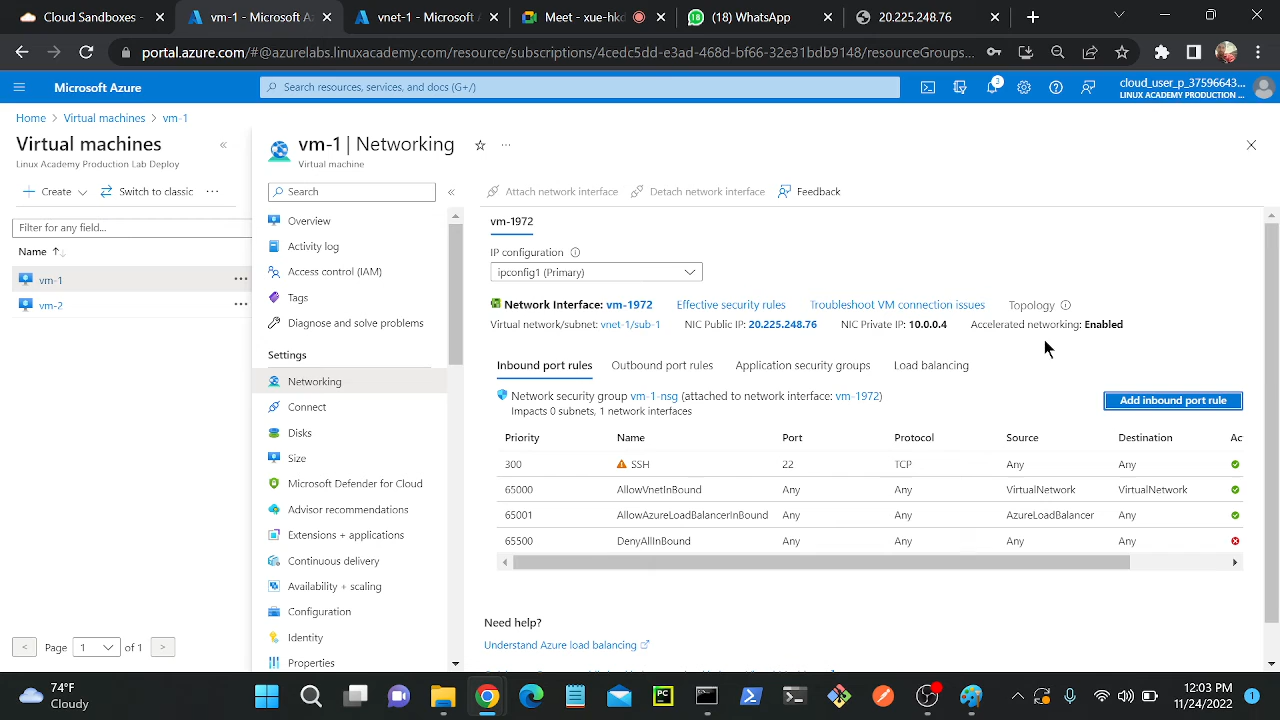 Cloud Sandboxes - vm-1 - Microsoft Az vnet-1 - Microsoft A Meet - xue-hk (18) WhatsApp 20.225.248.76
portal.azure.com/#@azurelabs.linuxacademy.com/resource/subscriptions/4cedc5dd-e3ad-468d-bf66-32e31bdb9148/resourceGroups...
Microsoft Azure Search resources, services, and docs (G+/) 3 cloud_user_p_37596643...
LINUX ACADEMY PRODUCTION ...
Home > Virtual machines > vm-1
Virtual machines «
Linux Academy Production Lab Deploy
Create Switch to classic ...
Filter for any field...
Name
vm-1 ...
vm-2 ...
Page 1 of 1
vm-1 | Networking ...
Virtual machine
Search «
Overview
Activity log
Access control (IAM)
Tags
Diagnose and solve problems
Settings
Networking
Connect
Disks
Size
Microsoft Defender for Cloud
Advisor recommendations
Extensions + applications
Continuous delivery
Availability + scaling
Configuration
Identity
Properties
Attach network interface Detach network interface Feedback
vm-1972
IP configuration
ipconfig1 (Primary)
Network Interface: vm-1972 Effective security rules Troubleshoot VM connection issues Topology
Virtual network/subnet: vnet-1/sub-1 NIC Public IP: 20.225.248.76 NIC Private IP: 10.0.0.4 Accelerated networking: Enabled
Inbound port rules Outbound port rules Application security groups Load balancing
Network security group vm-1-nsg (attached to network interface: vm-1972)
Impacts 0 subnets, 1 network interfaces
Add inbound port rule
Priority Name Port Protocol Source Destination Ac
300 SSH 22 TCP Any Any
65000 AllowVnetInBound Any Any VirtualNetwork VirtualNetwork
65001 AllowAzureLoadBalancerInBound Any Any AzureLoadBalancer Any
65500 DenyAllInBound Any Any Any Any
Need help?
Understand Azure load balancing
74°F
Cloudy
12:03 PM
11/24/2022
1